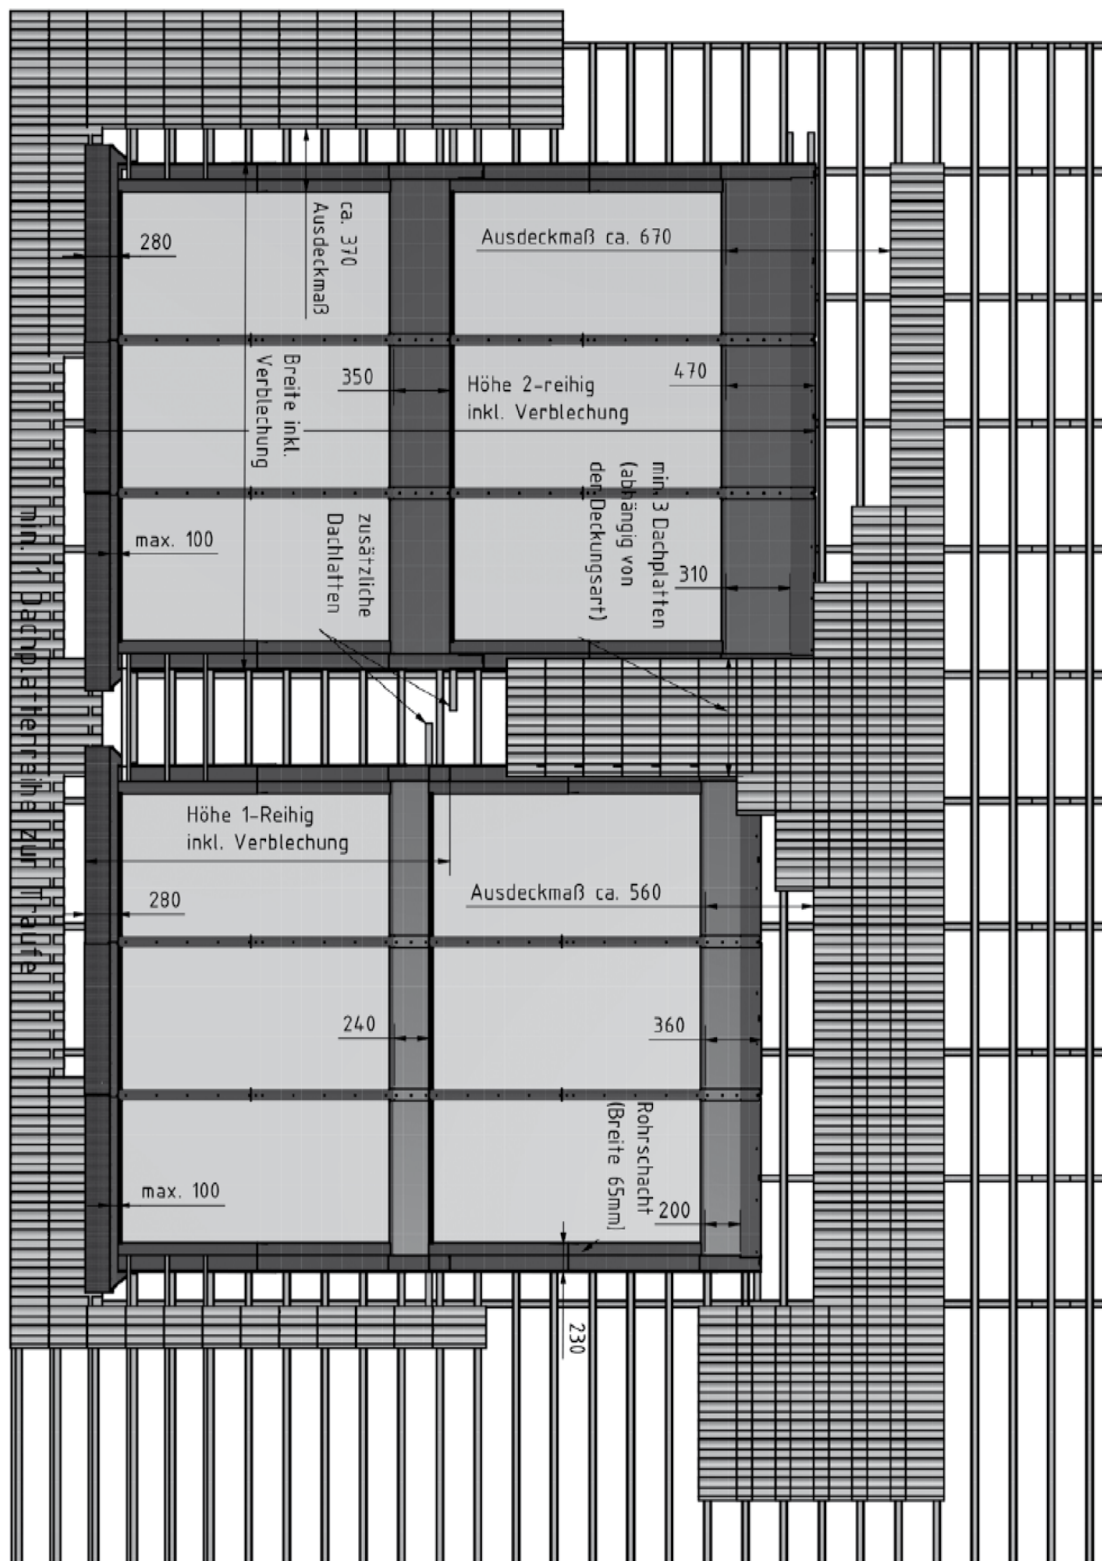 280
ca. 370
Ausdeckmaß
Ausdeckmaß ca. 670
Breite inkl.
Verblechung
350
Höhe 2-reihig
inkl. Verblechung
470
max. 100
zusätzliche
Dachlatten
min. 3 Dachplatten
(abhängig von
der Deckungsart)
310
min. 1 Dachplattenreihe zur Traufe
Höhe 1-Reihig
inkl. Verblechung
280
Ausdeckmaß ca. 560
240
360
max. 100
Rohrschacht
(Breite 65mm)
200
230